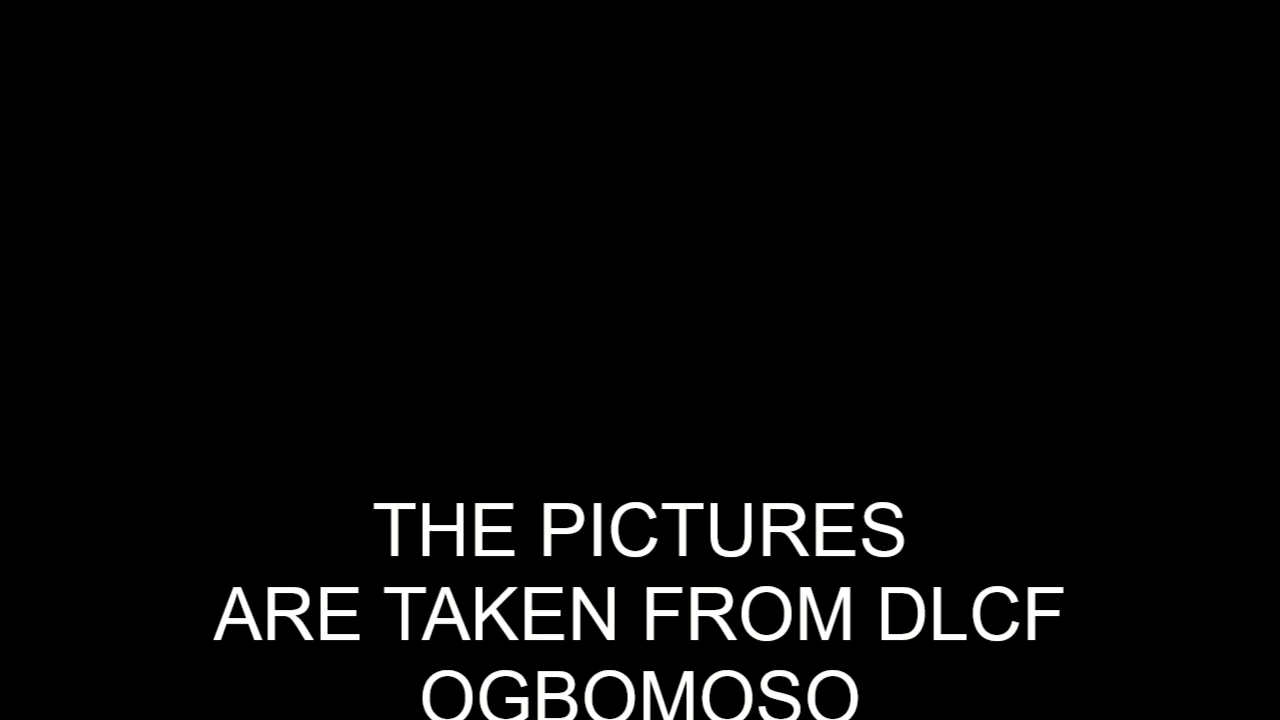 THE PICTURES
ARE TAKEN FROM DLCF
OGBOMOSO